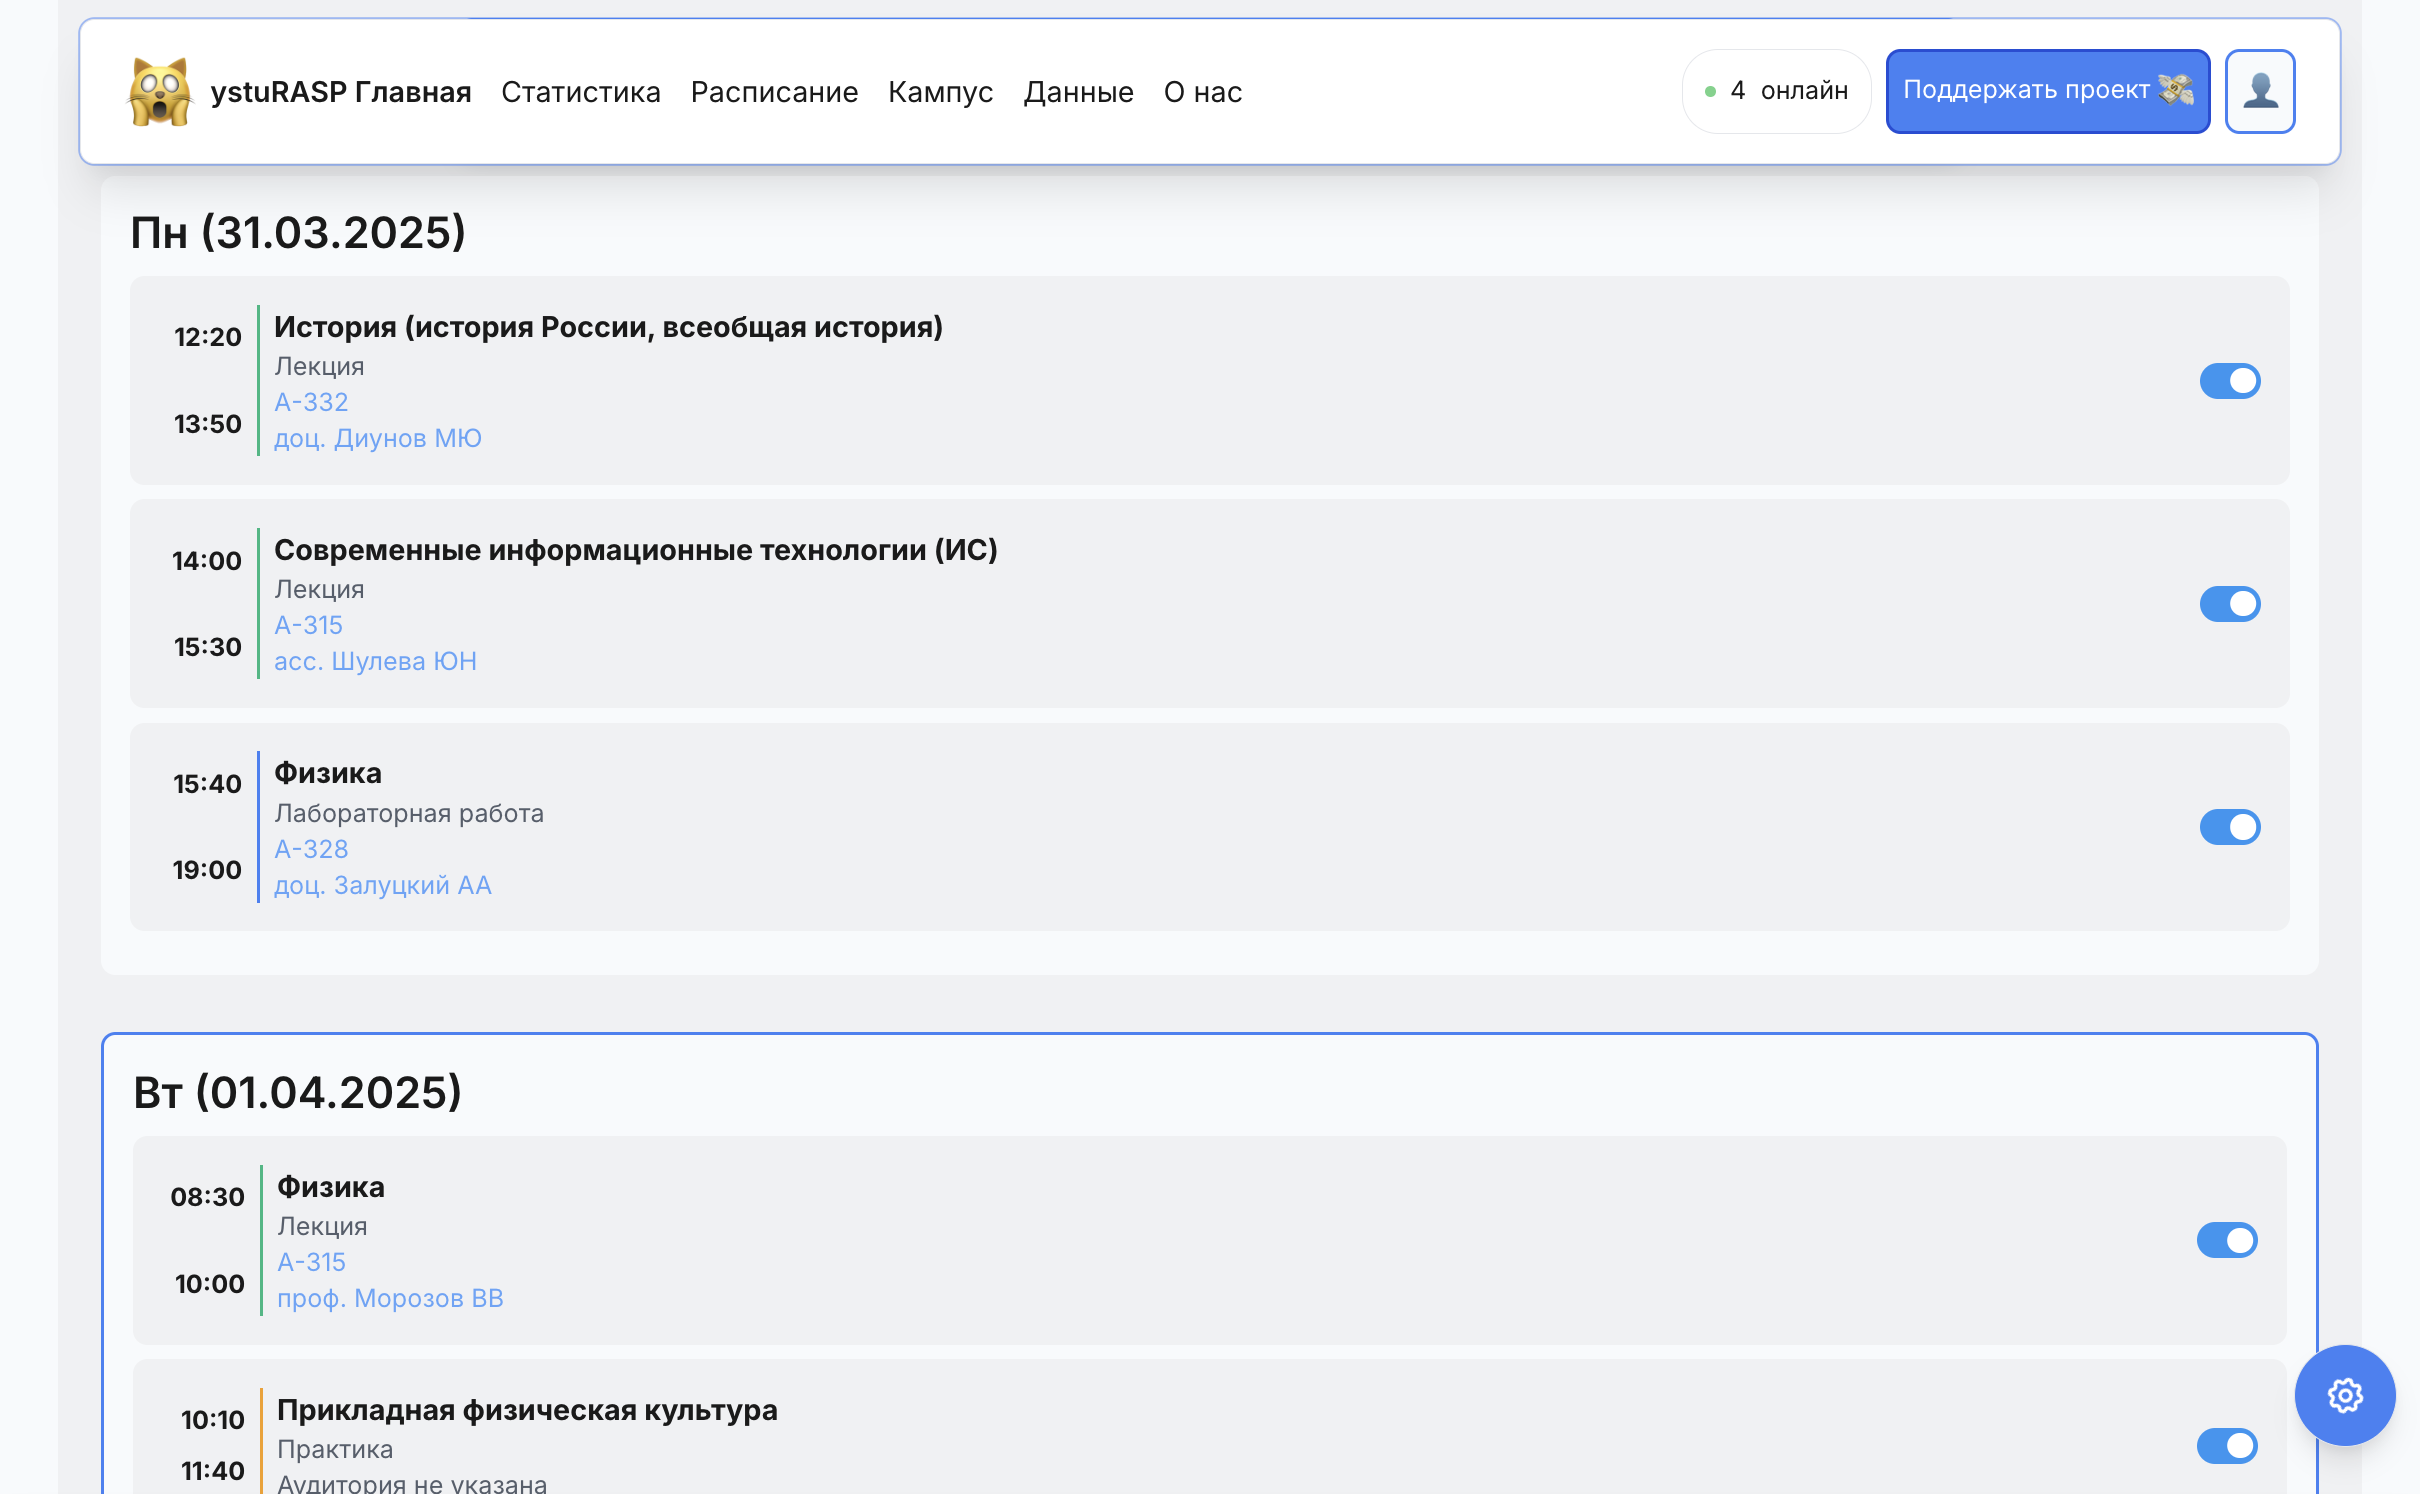 ystuRASP Главная Статистика Расписание Кампус Данные О нас 4 онлайн Поддержать проект
Пн (31.03.2025)
12:20
13:50
История (история России, всеобщая история)
Лекция
А-332
доц. Диунов МЮ
14:00
15:30
Современные информационные технологии (ИС)
Лекция
А-315
асс. Шулева ЮН
15:40
19:00
Физика
Лабораторная работа
А-328
доц. Залуцкий АА
Вт (01.04.2025)
08:30
10:00
Физика
Лекция
А-315
проф. Морозов ВВ
10:10
11:40
Прикладная физическая культура
Практика
Аудитория не указана